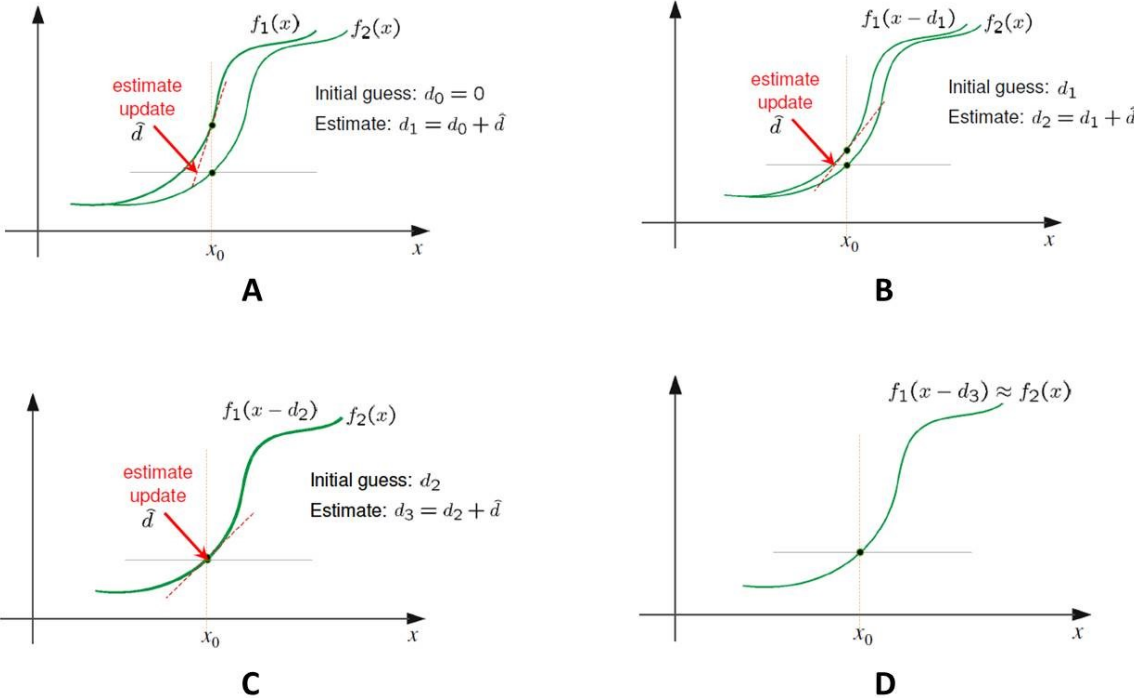 f₁(x)
f₂(x)
estimate
update
d̂
Initial guess: d₀ = 0
Estimate: d₁ = d₀ + d̂
x₀
x
A
f₁(x − d₁)
f₂(x)
estimate
update
d̂
Initial guess: d₁
Estimate: d₂ = d₁ + d̂
x₀
x
B
f₁(x − d₂)
f₂(x)
estimate
update
d̂
Initial guess: d₂
Estimate: d₃ = d₂ + d̂
x₀
x
C
f₁(x − d₃) ≈ f₂(x)
x₀
x
D